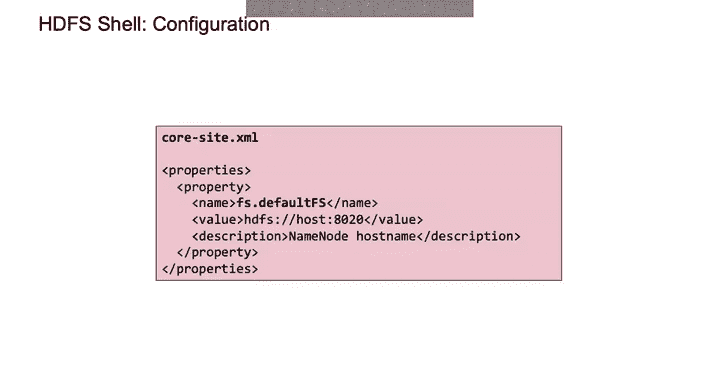 HDFS Shell: Configuration
core-site.xml
<properties>
<property>
<name>fs.defaultFS</name>
<value>hdfs://host:8020</value>
<description>NameNode hostname</description>
</property>
</properties>